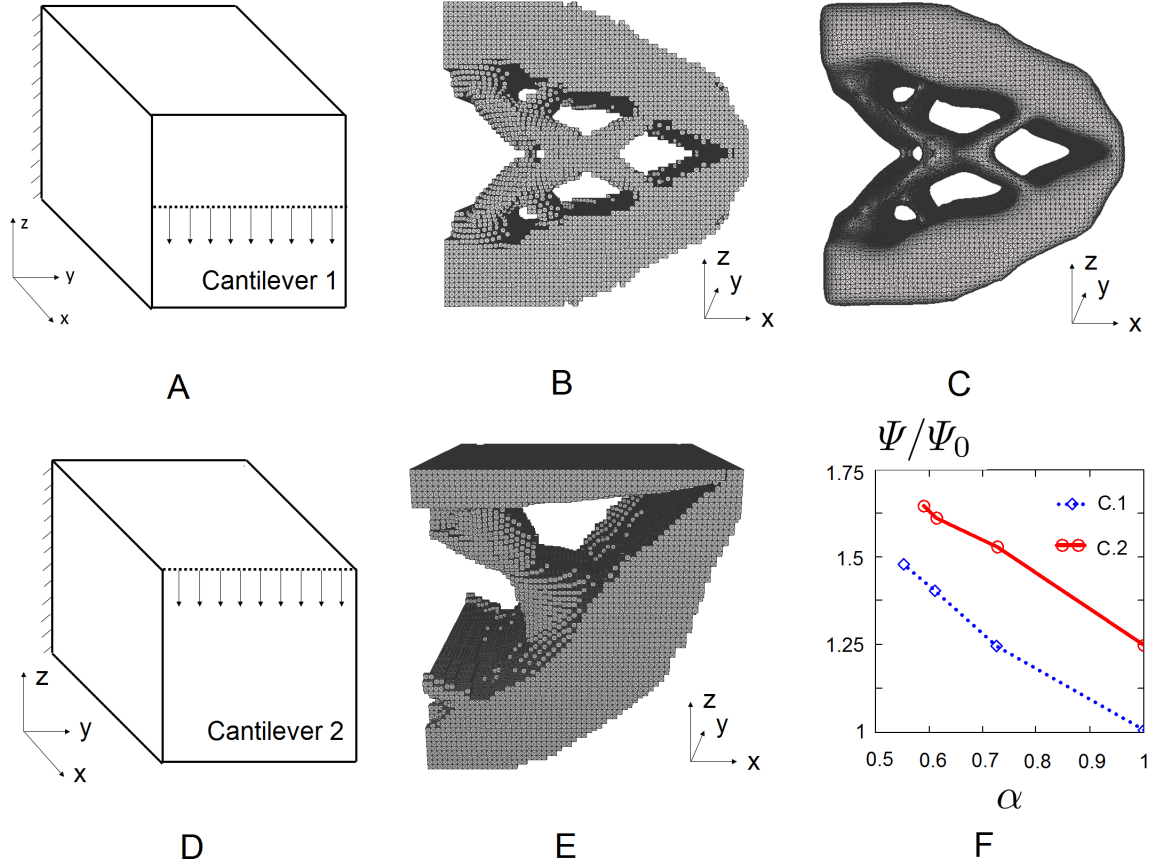 z
y
x
Cantilever 1
A
z
y
x
B
z
y
x
C
z
y
x
Cantilever 2
D
z
y
x
E
Ψ/Ψ0
1.75
1.5
1.25
1
C.1
C.2
0.5 0.6 0.7 0.8 0.9 1
α
F